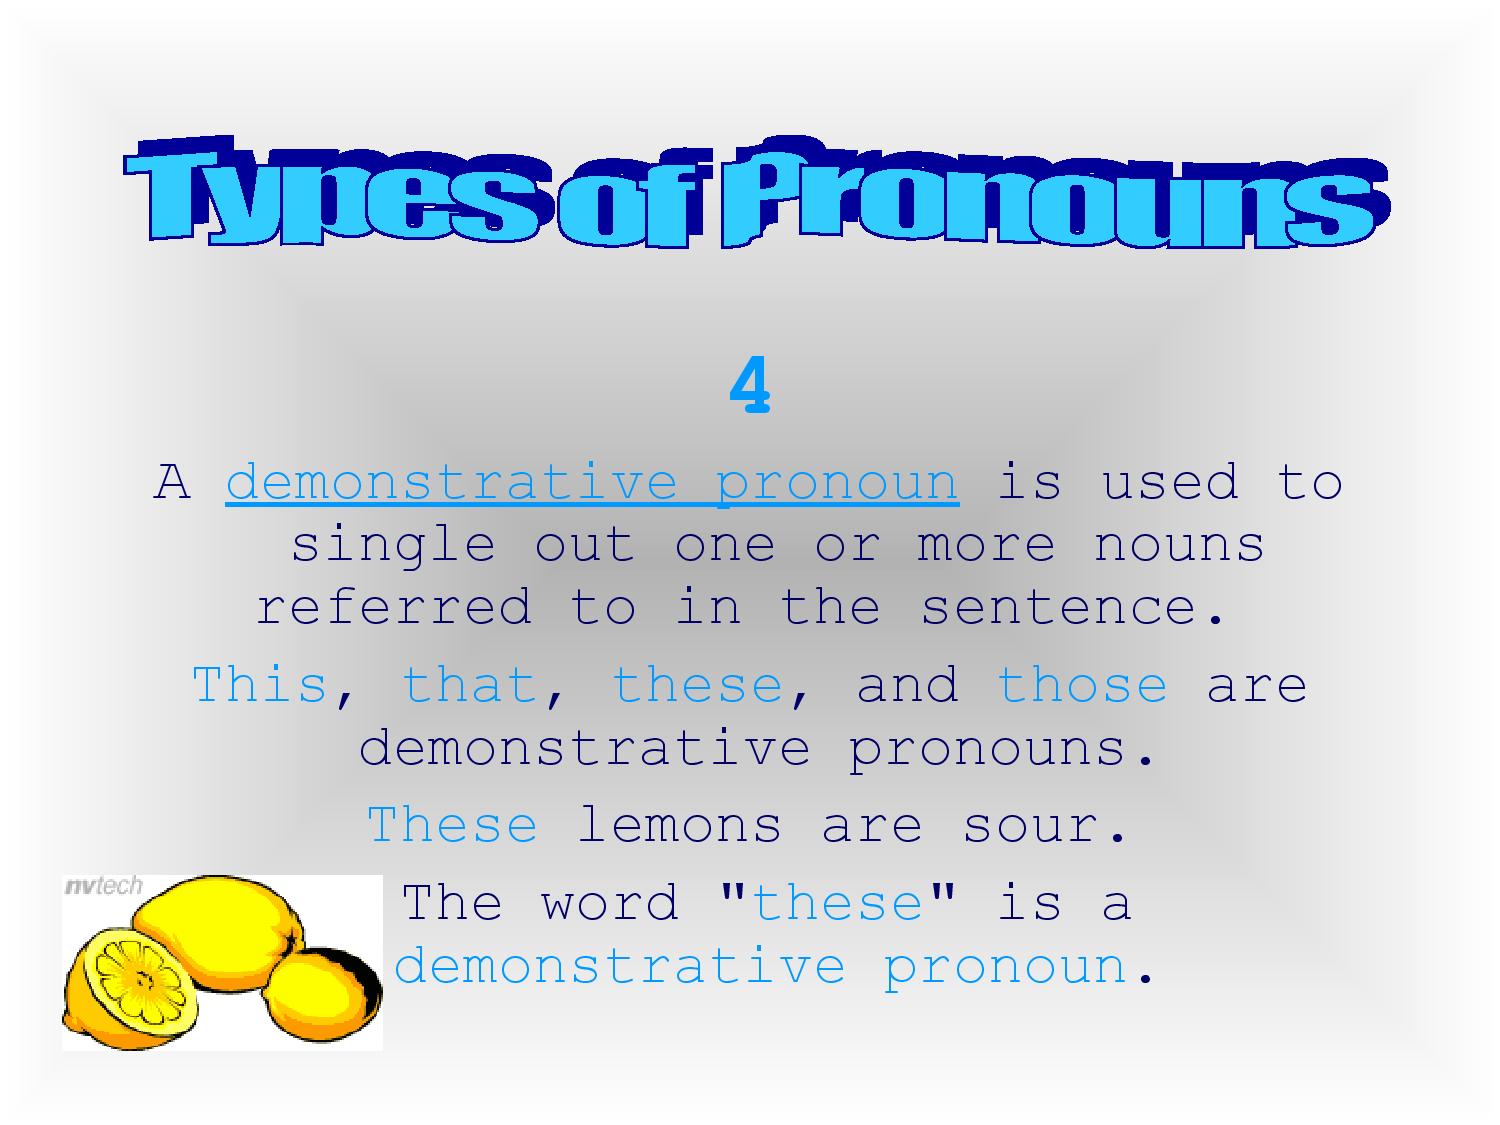 Types of Pronouns
4
A demonstrative pronoun is used to
single out one or more nouns
referred to in the sentence.
This, that, these, and those are
demonstrative pronouns.
These lemons are sour.
nvtech
The word "these" is a
demonstrative pronoun.